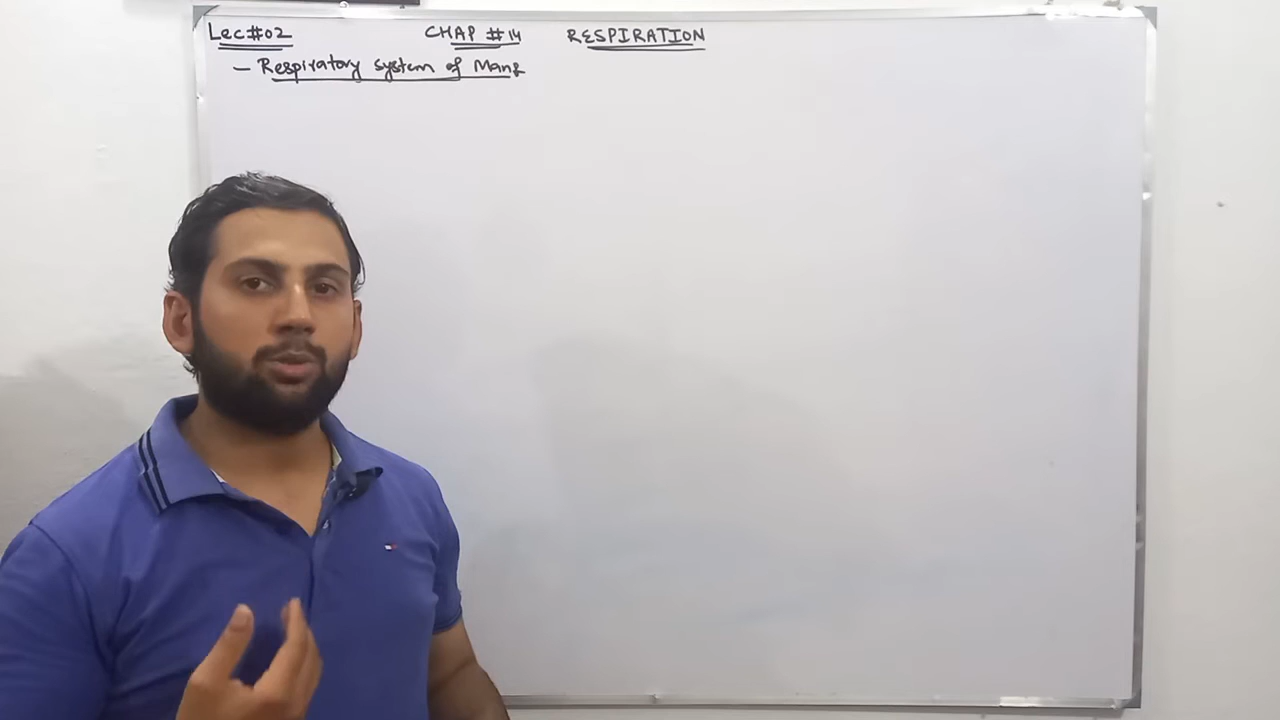 Lec#02 CHAP #14 RESPIRATION
– Respiratory system of Man